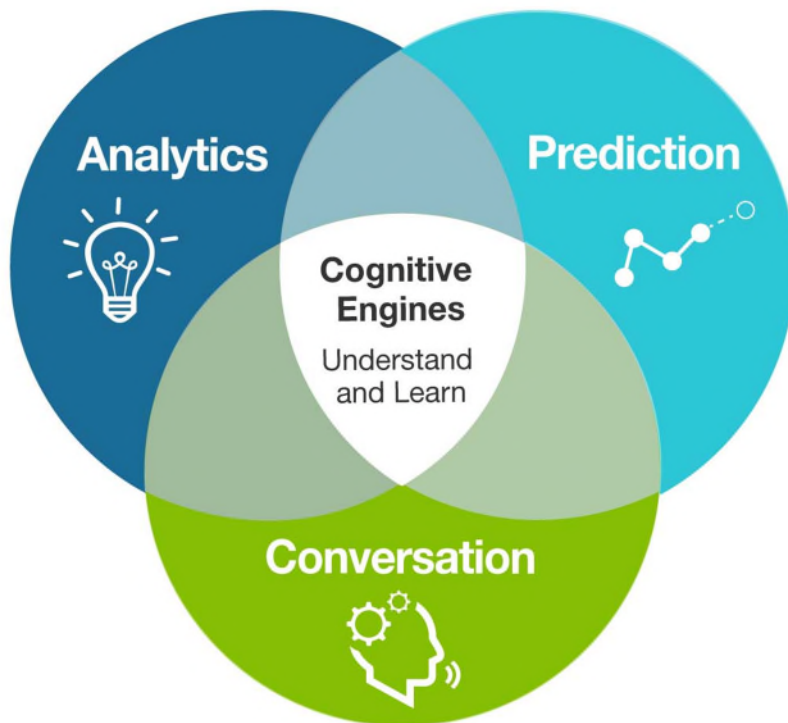 Analytics
Prediction
Cognitive
Engines
Understand
and Learn
Conversation